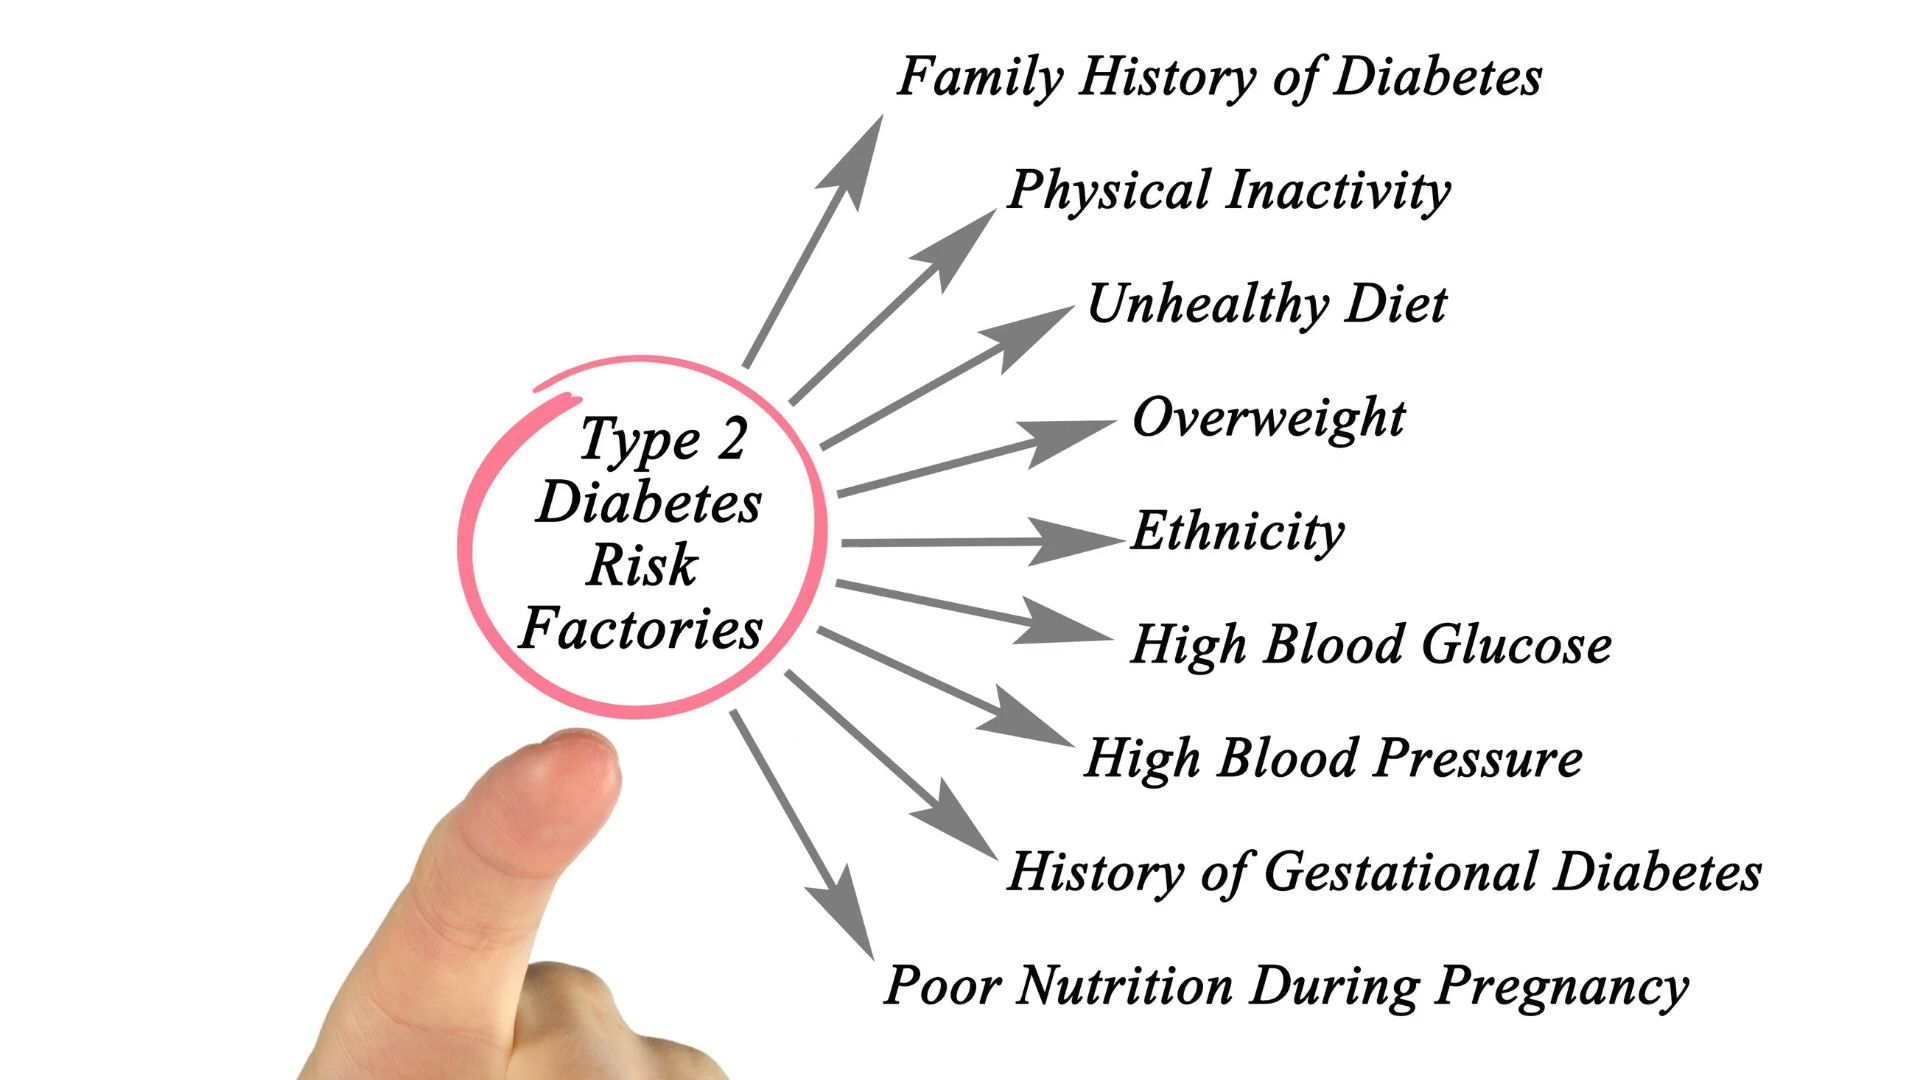 Type 2
Diabetes
Risk
Factories
Family History of Diabetes
Physical Inactivity
Unhealthy Diet
Overweight
Ethnicity
High Blood Glucose
High Blood Pressure
History of Gestational Diabetes
Poor Nutrition During Pregnancy